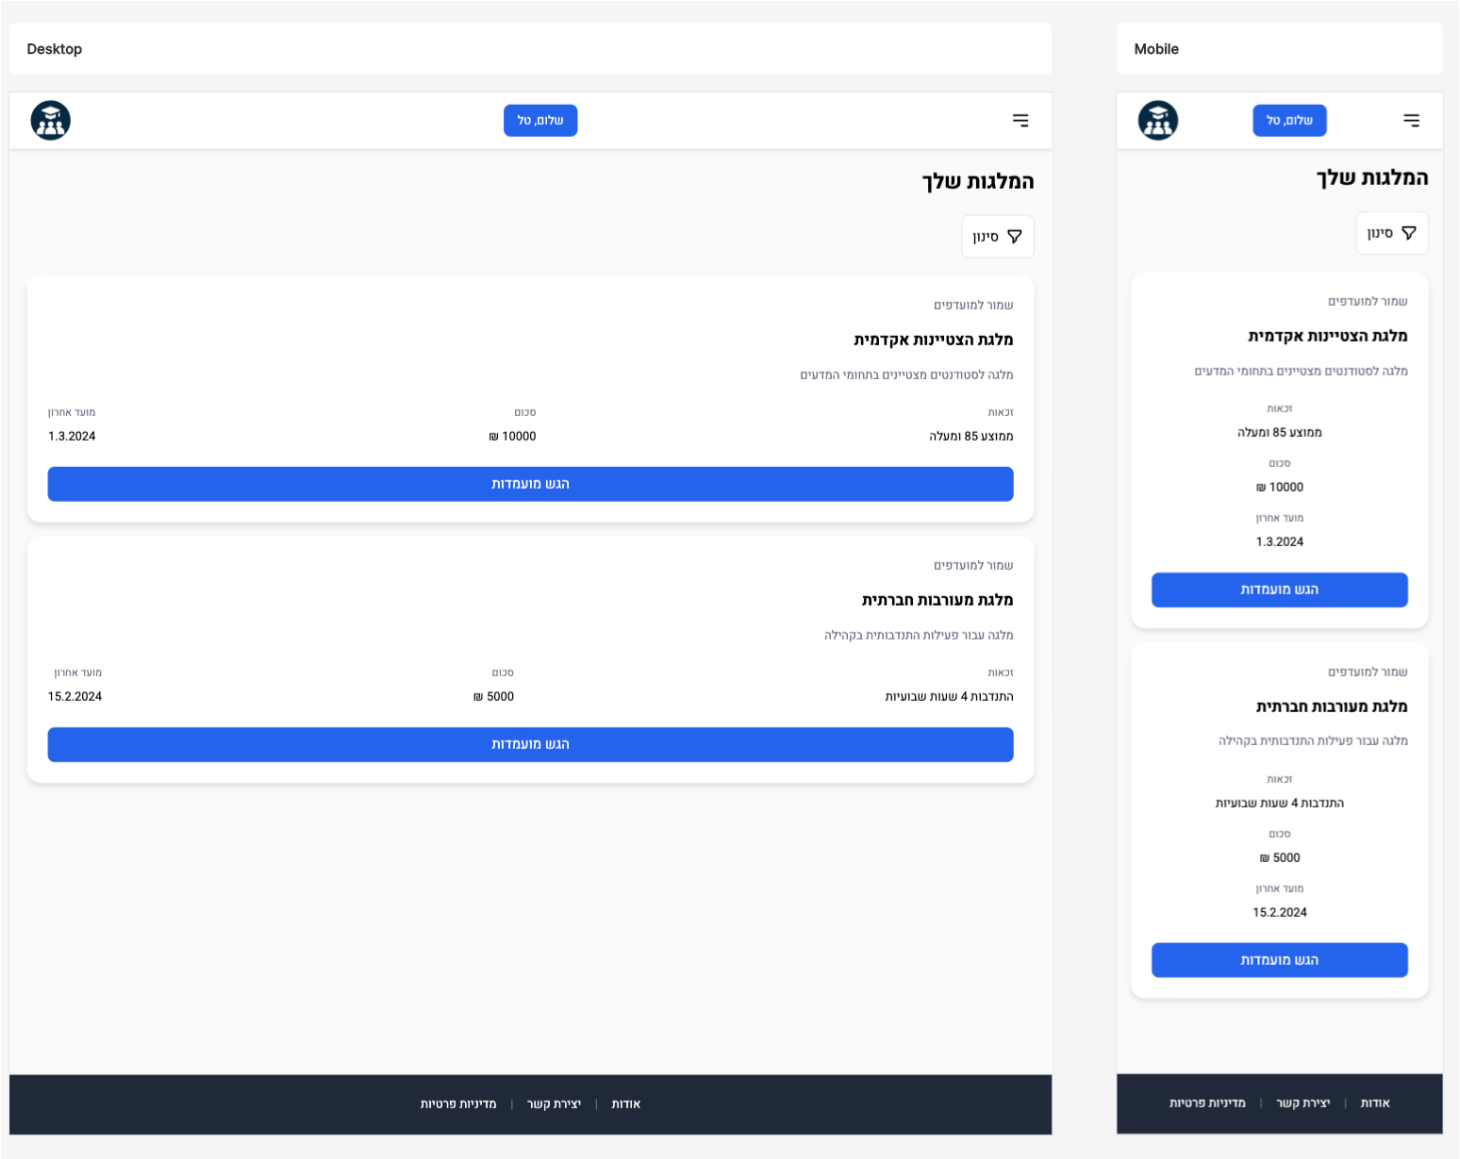 Desktop
שלום, טל
המלגות שלך
סינון
שמור למועדפים
מלגת הצטיינות אקדמית
מלגה לסטודנטים מצטיינים בתחומי המדעים
זכאות
ממוצע 85 ומעלה
סכום
10000 ₪
מועד אחרון
1.3.2024
הגש מועמדות
שמור למועדפים
מלגת מעורבות חברתית
מלגה עבור פעילות התנדבותית בקהילה
זכאות
התנדבות 4 שעות שבועיות
סכום
5000 ₪
מועד אחרון
15.2.2024
הגש מועמדות
אודות | יצירת קשר | מדיניות פרטיות
Mobile
שלום, טל
המלגות שלך
סינון
שמור למועדפים
מלגת הצטיינות אקדמית
מלגה לסטודנטים מצטיינים בתחומי המדעים
זכאות
ממוצע 85 ומעלה
סכום
10000 ₪
מועד אחרון
1.3.2024
הגש מועמדות
שמור למועדפים
מלגת מעורבות חברתית
מלגה עבור פעילות התנדבותית בקהילה
זכאות
התנדבות 4 שעות שבועיות
סכום
5000 ₪
מועד אחרון
15.2.2024
הגש מועמדות
אודות | יצירת קשר | מדיניות פרטיות